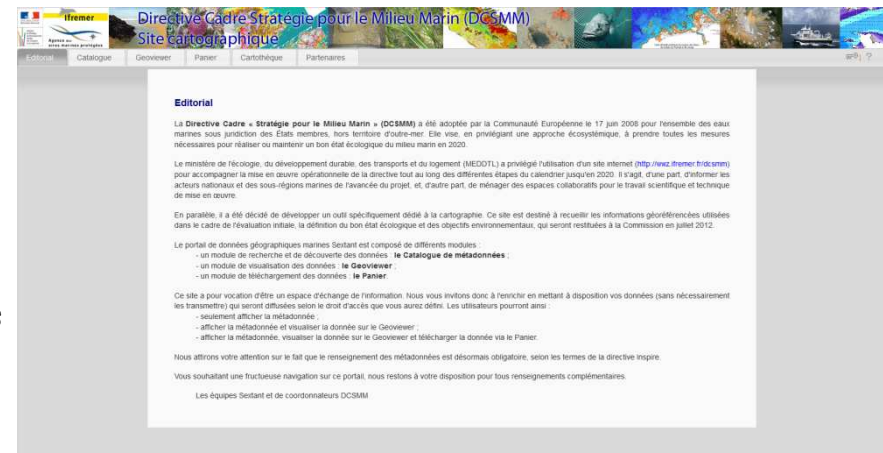 Ifremer
Directive Cadre Stratégie pour le Milieu Marin (DCSMM)
Agence des aires marines protégées
Site cartographique
Editorial Catalogue Geoviewer Panier Cartothèque Partenaires ?
Editorial
La Directive Cadre « Stratégie pour le Milieu Marin » (DCSMM) a été adoptée par la Communauté Européenne le 17 juin 2008 pour l'ensemble des eaux
marines sous juridiction des États membres, hors territoire d'outre-mer. Elle vise, en privilégiant une approche écosystémique, à prendre toutes les mesures
nécessaires pour réaliser ou maintenir un bon état écologique du milieu marin en 2020.
Le ministère de l'écologie, du développement durable, des transports et du logement (MEDDTL) a privilégié l'utilisation d'un site internet (http://wwz.ifremer.fr/dcsmm)
pour accompagner la mise en œuvre opérationnelle de la directive tout au long des différentes étapes du calendrier jusqu'en 2020. Il s'agit, d'une part, d'informer les
acteurs nationaux et des sous-régions marines de l'avancée du projet, et, d'autre part, de ménager des espaces collaboratifs pour le travail scientifique et technique
de mise en œuvre.
En parallèle, il a été décidé de développer un outil spécifiquement dédié à la cartographie. Ce site est destiné à recueillir les informations géoréférencées utilisées
dans le cadre de l'évaluation initiale, la définition du bon état écologique et des objectifs environnementaux, qui seront restituées à la Commission en juillet 2012.
Le portail de données géographiques marines Sextant est composé de différents modules :
- un module de recherche et de découverte des données : le Catalogue de métadonnées ;
- un module de visualisation des données : le Geoviewer ;
- un module de téléchargement des données : le Panier.
Ce site a pour vocation d'être un espace d'échange de l'information. Nous vous invitons donc à l'enrichir en mettant à disposition vos données (sans nécessairement
les transmettre) qui seront diffusées selon le droit d'accès que vous aurez défini. Les utilisateurs pourront ainsi :
- seulement afficher la métadonnée ;
- afficher la métadonnée et visualiser la donnée sur le Geoviewer ;
- afficher la métadonnée, visualiser la donnée sur le Geoviewer et télécharger la donnée via le Panier.
Nous attirons votre attention sur le fait que le renseignement des métadonnées est désormais obligatoire, selon les termes de la directive inspire.
Vous souhaitant une fructueuse navigation sur ce portail, nous restons à votre disposition pour tous renseignements complémentaires.
Les équipes Sextant et de coordonnateurs DCSMM